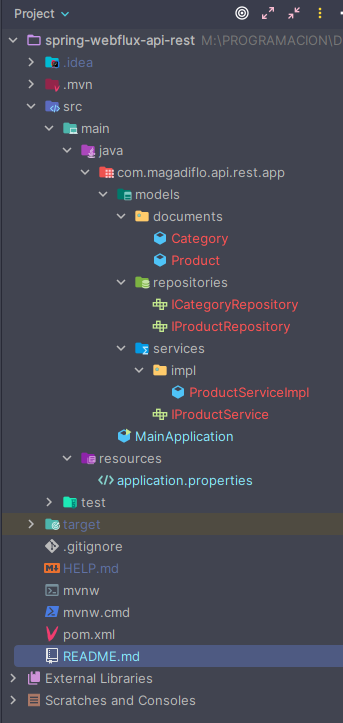 Project
spring-webflux-api-rest M:\PROGRAMACION\D
.idea
.mvn
src
main
java
com.magadiflo.api.rest.app
models
documents
Category
Product
repositories
ICategoryRepository
IProductRepository
services
impl
ProductServiceImpl
IProductService
MainApplication
resources
application.properties
test
target
.gitignore
HELP.md
mvnw
mvnw.cmd
pom.xml
README.md
External Libraries
Scratches and Consoles